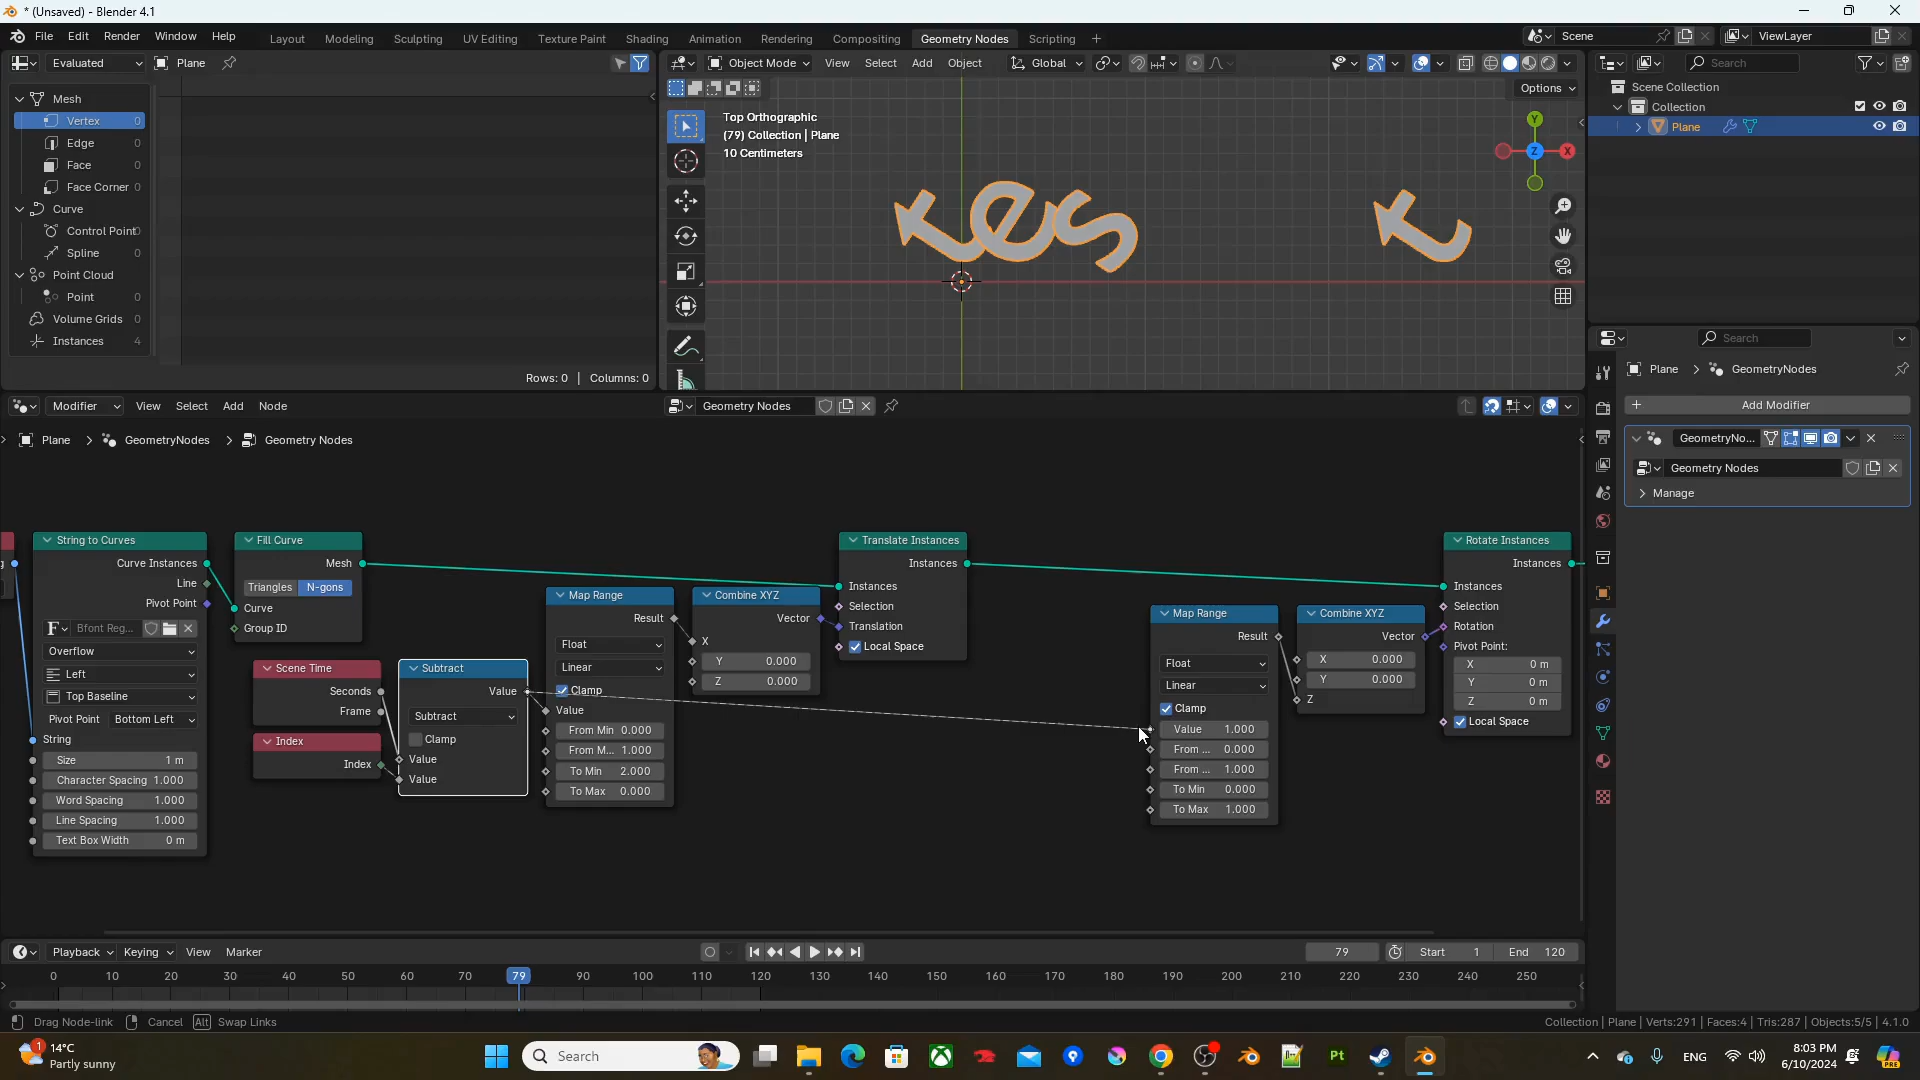 * (Unsaved) - Blender 4.1
File Edit Render Window Help
Layout Modeling Sculpting UV Editing Texture Paint Shading Animation Rendering Compositing Geometry Nodes Scripting
Scene
ViewLayer
Evaluated
Plane
Object Mode View Select Add Object
Global
Search
Options
Mesh
Vertex 0
Edge 0
Face 0
Face Corner 0
Curve
Control Point 0
Spline 0
Point Cloud
Point 0
Volume Grids 0
Instances 4
Rows: 0 | Columns: 0
Top Orthographic
(79) Collection | Plane
10 Centimeters
tes t
Y
Z
X
Scene Collection
Collection
Plane
Search
Plane > GeometryNodes
Add Modifier
GeometryNo...
Geometry Nodes
Manage
Modifier View Select Add Node
Geometry Nodes
Plane > GeometryNodes > Geometry Nodes
String to Curves
Curve Instances
Line
Pivot Point
Bfont Reg...
Overflow
Left
Top Baseline
Pivot Point Bottom Left
String
Size 1 m
Character Spacing 1.000
Word Spacing 1.000
Line Spacing 1.000
Text Box Width 0 m
Fill Curve
Mesh
Triangles N-gons
Curve
Group ID
Scene Time
Seconds
Frame
Index
Index
Subtract
Value
Subtract
Clamp
Value
Value
Map Range
Result
Float
Linear
Clamp
Value
From Min 0.000
From M... 1.000
To Min 2.000
To Max 0.000
Combine XYZ
Vector
X
Y 0.000
Z 0.000
Translate Instances
Instances
Instances
Selection
Translation
Local Space
Map Range
Result
Float
Linear
Clamp
Value 1.000
From ... 0.000
From ... 1.000
To Min 0.000
To Max 1.000
Combine XYZ
Vector
X 0.000
Y 0.000
Z
Rotate Instances
Instances
Instances
Selection
Rotation
Pivot Point:
X 0 m
Y 0 m
Z 0 m
Local Space
Playback Keying View Marker
79
Start 1
End 120
0 10 20 30 40 50 60 70 79 90 100 110 120 130 140 150 160 170 180 190 200 210 220 230 240 250
Drag Node-link Cancel Alt Swap Links
Collection | Plane | Verts:291 | Faces:4 | Tris:287 | Objects:5/5 | 4.1.0
1
14°C
Partly sunny
Search
Pt
ENG
8:03 PM
6/10/2024
PRE